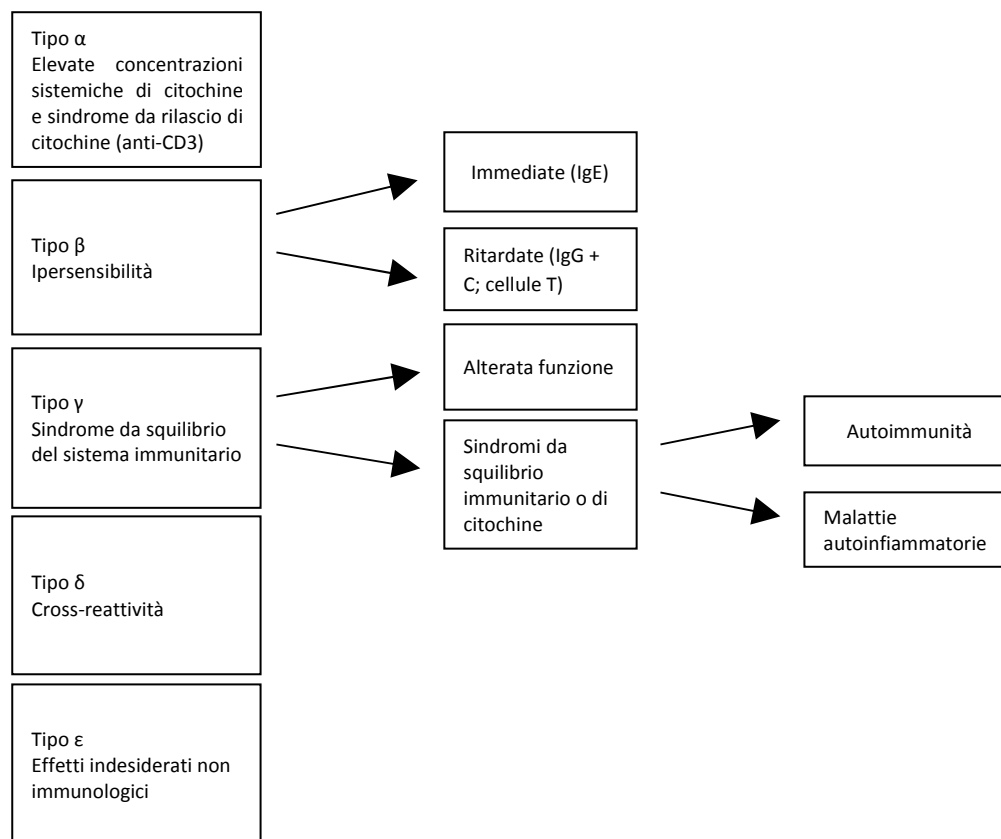 Tipo α
Elevate concentrazioni
sistemiche di citochine
e sindrome da rilascio di
citochine (anti-CD3)
Tipo β
Ipersensibilità
Immediate (IgE)
Ritardate (IgG +
C; cellule T)
Tipo γ
Sindrome da squilibrio
del sistema immunitario
Alterata funzione
Sindromi da
squilibrio
immunitario o di
citochine
Autoimmunità
Malattie
autoinfiammatorie
Tipo δ
Cross-reattività
Tipo ε
Effetti indesiderati non
immunologici